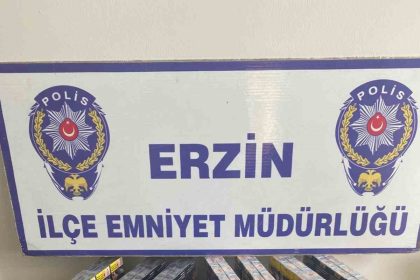 POLİS
POLİS
ERZİN
İLÇE EMNİYET MÜDÜRLÜĞÜ